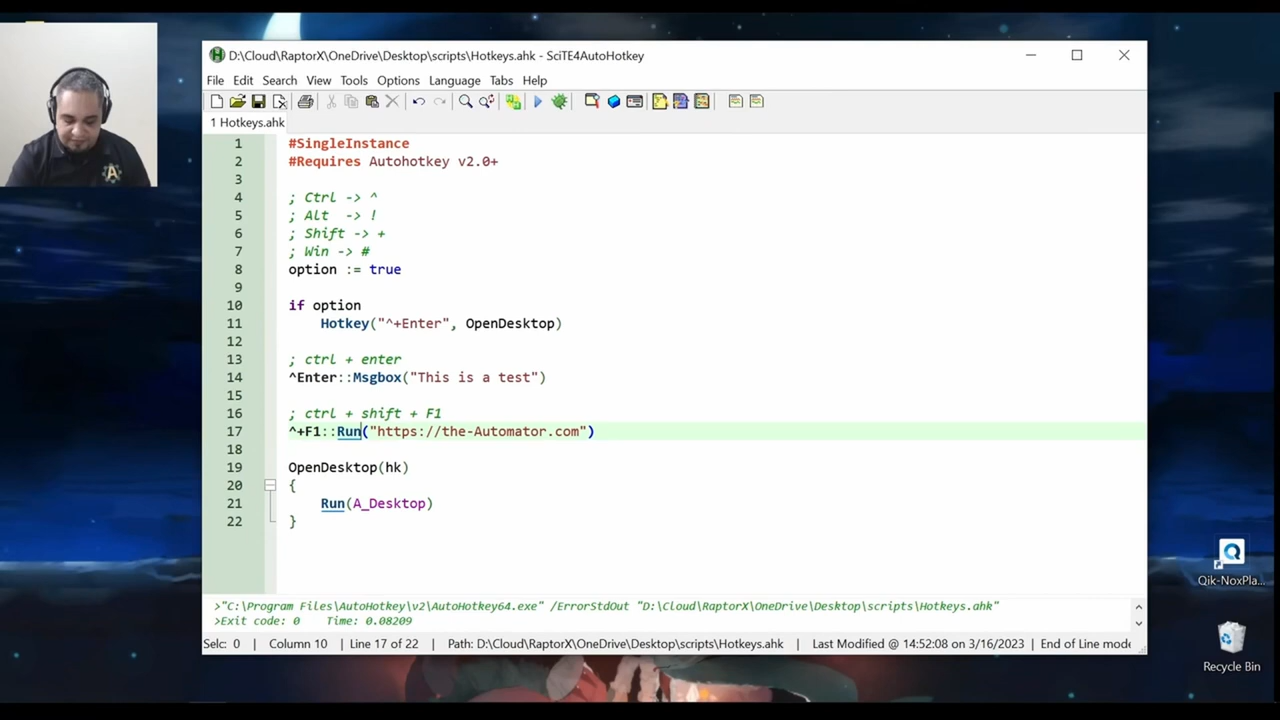 D:\Cloud\RaptorX\OneDrive\Desktop\scripts\Hotkeys.ahk - SciTE4AutoHotkey
File Edit Search View Tools Options Language Tabs Help
1 Hotkeys.ahk
1 #SingleInstance
2 #Requires Autohotkey v2.0+
3
4 ; Ctrl -> ^
5 ; Alt  -> !
6 ; Shift -> +
7 ; Win -> #
8 option := true
9
10 if option
11     Hotkey("^+Enter", OpenDesktop)
12
13 ; ctrl + enter
14 ^Enter::Msgbox("This is a test")
15
16 ; ctrl + shift + F1
17 ^+F1::Run("https://the-Automator.com")
18
19 OpenDesktop(hk)
20 {
21     Run(A_Desktop)
22 }
>"C:\Program Files\AutoHotkey\v2\AutoHotkey64.exe" /ErrorStdOut "D:\Cloud\RaptorX\OneDrive\Desktop\scripts\Hotkeys.ahk"
>Exit code: 0    Time: 0.08209
Selc: 0 | Column 10 | Line 17 of 22 | Path: D:\Cloud\RaptorX\OneDrive\Desktop\scripts\Hotkeys.ahk | Last Modified @ 14:52:08 on 3/16/2023 | End of Line mode
A
Qik-NoxPla...
Recycle Bin